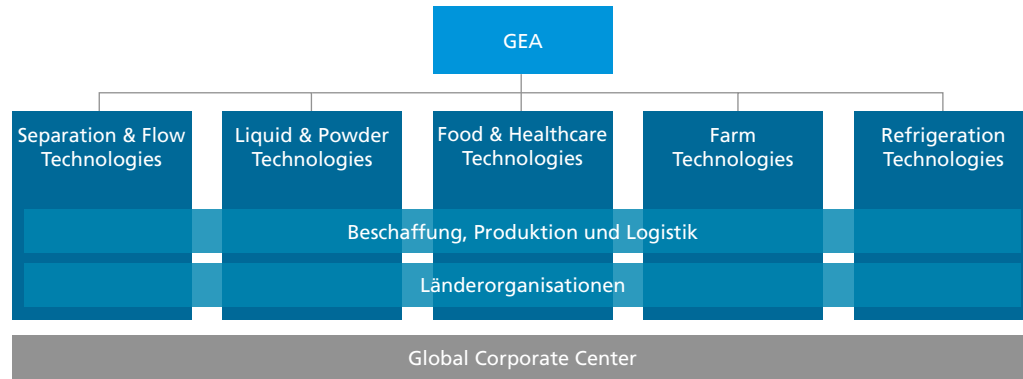 GEA
Separation & Flow
Technologies
Liquid & Powder
Technologies
Food & Healthcare
Technologies
Farm
Technologies
Refrigeration
Technologies
Beschaffung, Produktion und Logistik
Länderorganisationen
Global Corporate Center